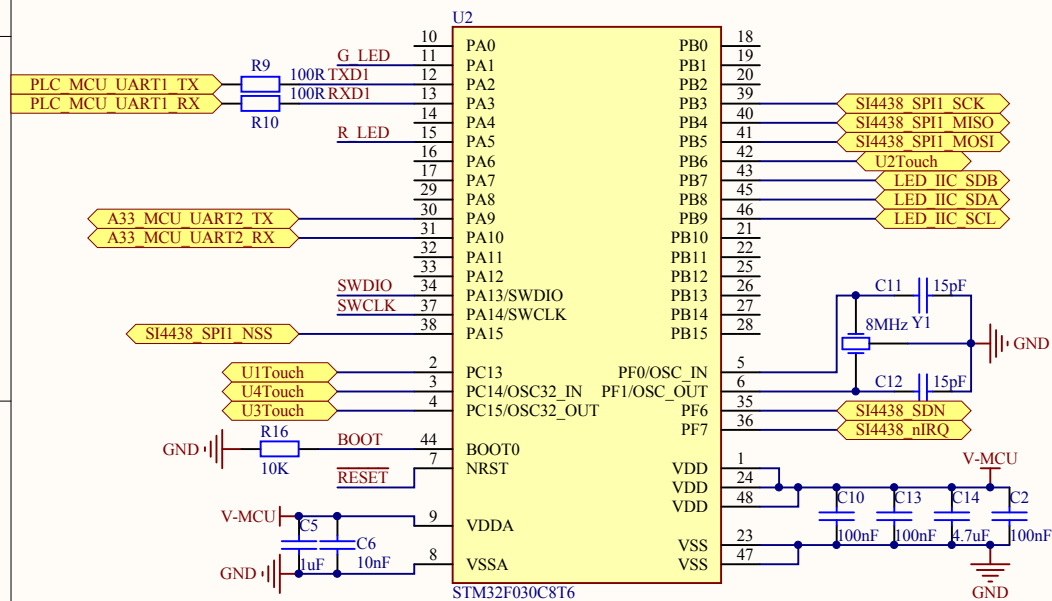 U2
10 PA0 PB0 18
G_LED 11 PA1 PB1 19
PLC_MCU_UART1_TX R9 100R TXD1 12 PA2 PB2 20
PLC_MCU_UART1_RX R10 100R RXD1 13 PA3 PB3 39 SI4438_SPI1_SCK
14 PA4 PB4 40 SI4438_SPI1_MISO
R_LED 15 PA5 PB5 41 SI4438_SPI1_MOSI
16 PA6 PB6 42 U2Touch
17 PA7 PB7 43 LED_IIC_SDB
29 PA8 PB8 45 LED_IIC_SDA
A33_MCU_UART2_TX 30 PA9 PB9 46 LED_IIC_SCL
A33_MCU_UART2_RX 31 PA10 PB10 21
32 PA11 PB11 22
33 PA12 PB12 25
SWDIO 34 PA13/SWDIO PB13 26
SWCLK 37 PA14/SWCLK PB14 27
SI4438_SPI1_NSS 38 PA15 PB15 28
C11 15pF
8MHz Y1
GND
C12 15pF
U1Touch 2 PC13 PF0/OSC_IN 5
U4Touch 3 PC14/OSC32_IN PF1/OSC_OUT 6
U3Touch 4 PC15/OSC32_OUT PF6 35 SI4438_SDN
PF7 36 SI4438_nIRQ
GND R16 10K BOOT 44 BOOT0
RESET 7 NRST VDD 1
VDD 24 V-MCU
VDD 48
C10 C13 C14 C2
100nF 100nF 4.7uF 100nF
V-MCU 9 VDDA
C5 C6
1uF 10nF
VSS 23
GND 8 VSSA VSS 47
GND
STM32F030C8T6